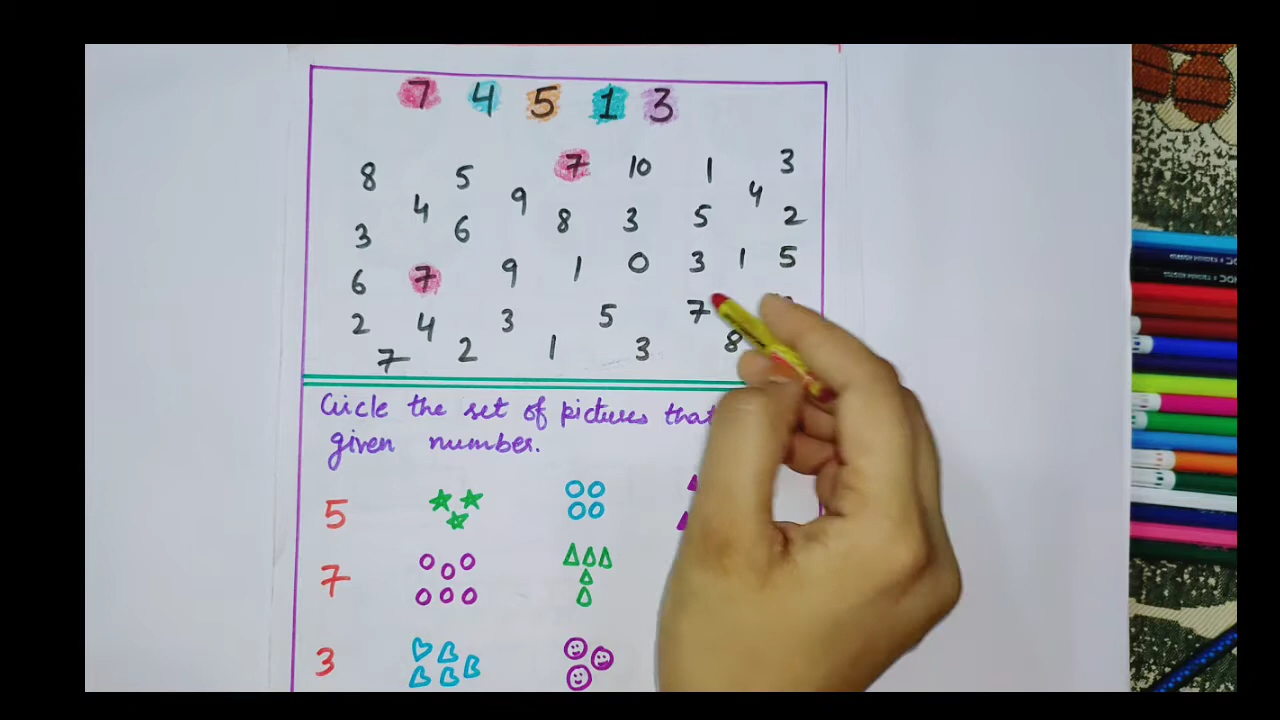 7 4 5 1 3
8 5 7 10 1 3
4 9 4
3 6 8 3 5 2
6 7 9 1 0 3 1 5
2 4 3 5 7
7 2 1 3 8
Circle the set of pictures that
given number.
5
7
3